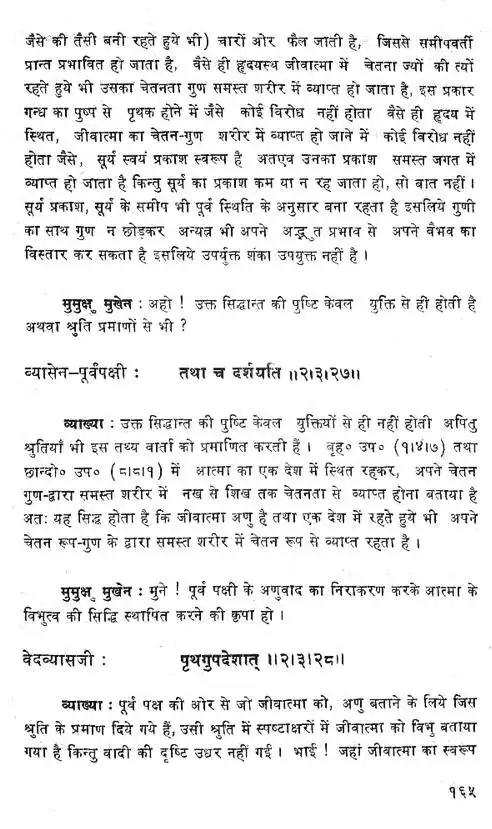 जैसे की तैसी बनी रहते हुये भी) चारों ओर फैल जाती है, जिससे समीपवर्ती
प्रान्त प्रभावित हो जाता है, वैसे ही हृदयस्थ जीवात्मा में चेतना ज्यों की त्यों
रहते हुये भी उसका चेतनता गुण समस्त शरीर में व्याप्त हो जाता है, इस प्रकार
गन्ध का पुष्प से पृथक होने में जैसे कोई विरोध नहीं होता वैसे ही हृदय में
स्थित, जीवात्मा का चेतन-गुण शरीर में व्याप्त हो जाने में कोई विरोध नहीं
होता जैसे, सूर्य स्वयं प्रकाश स्वरूप है अतएव उनका प्रकाश समस्त जगत में
व्याप्त हो जाता है किन्तु सूर्य का प्रकाश कम या न रह जाता हो, सो बात नहीं।
सूर्य प्रकाश, सूर्य के समीप भी पूर्व स्थिति के अनुसार बना रहता है इसलिये गुणी
का साथ गुण न छोड़कर अन्यत्र भी अपने अद्भुत प्रभाव से अपने वैभव का
विस्तार कर सकता है इसलिये उपर्युक्त शंका उपयुक्त नहीं है।
मुमुक्षु मुखेन : अहो ! उक्त सिद्धान्त की पुष्टि केवल युक्ति से ही होती है
अथवा श्रुति प्रमाणों से भी ?
व्यासेन-पूर्वपक्षी : तथा च दर्शयति ॥२।३।२७॥
व्याख्या : उक्त सिद्धान्त की पुष्टि केवल युक्तियों से ही नहीं होती अपितु
श्रुतियाँ भी इस तथ्य वार्ता को प्रमाणित करती हैं। बृह० उप० (१।४।७) तथा
छान्दो० उप० (८।८।१) में आत्मा का एक देश में स्थित रहकर, अपने चेतन
गुण-द्वारा समस्त शरीर में नख से शिख तक चेतनता से व्याप्त होना बताया है
अतः यह सिद्ध होता है कि जीवात्मा अणु है तथा एक देश में रहते हुये भी अपने
चेतन रूप-गुण के द्वारा समस्त शरीर में चेतन रूप से व्याप्त रहता है।
मुमुक्षु मुखेन : मुने ! पूर्व पक्षी के अणुवाद का निराकरण करके आत्मा के
विभुत्व की सिद्धि स्थापित करने की कृपा हो।
वेदव्यासजी : पृथगुपदेशात् ॥२।३।२८॥
व्याख्या : पूर्व पक्ष की ओर से जो जीवात्मा को, अणु बताने के लिये जिस
श्रुति के प्रमाण दिये गये हैं, उसी श्रुति में स्पष्टाक्षरों में जीवात्मा को विभु बताया
गया है किन्तु वादी की दृष्टि उधर नहीं गई। भाई ! जहां जीवात्मा का स्वरूप
१६५